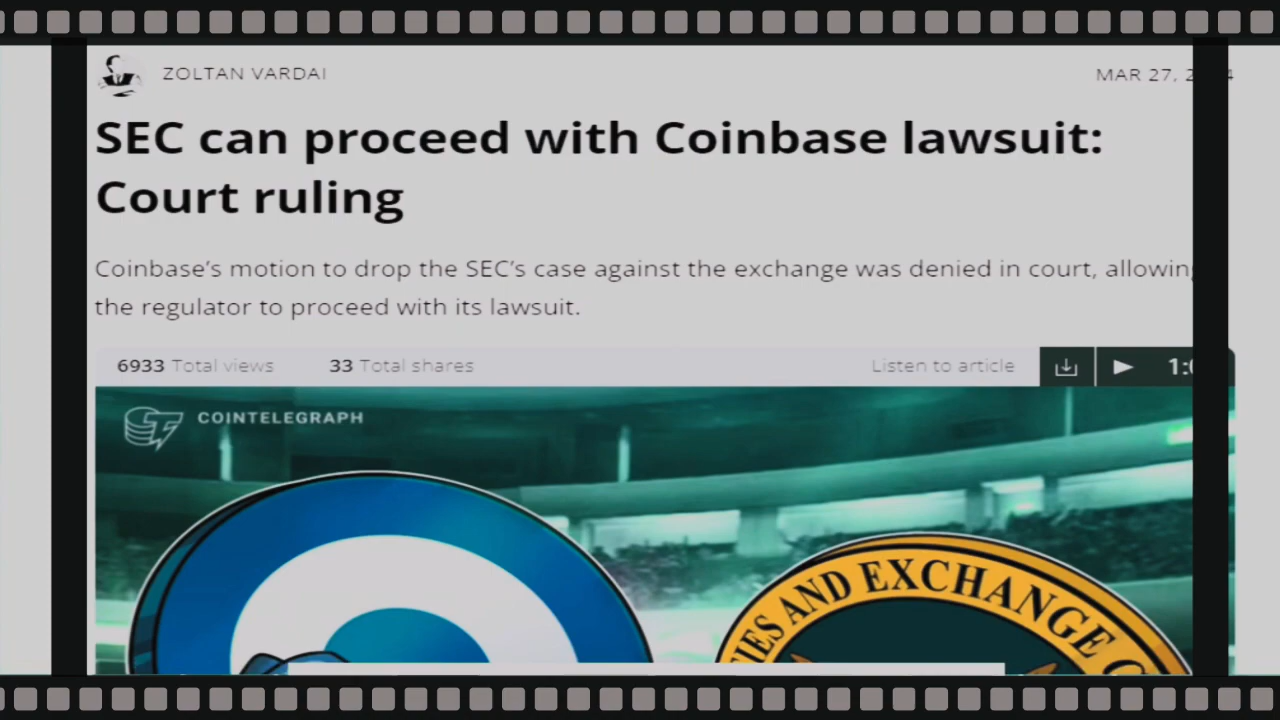 ZOLTAN VARDAI
MAR 27,
SEC can proceed with Coinbase lawsuit:
Court ruling
Coinbase’s motion to drop the SEC’s case against the exchange was denied in court, allowing
the regulator to proceed with its lawsuit.
6933 Total views 33 Total shares Listen to article
COINTELEGRAPH
AND EXCHANGE